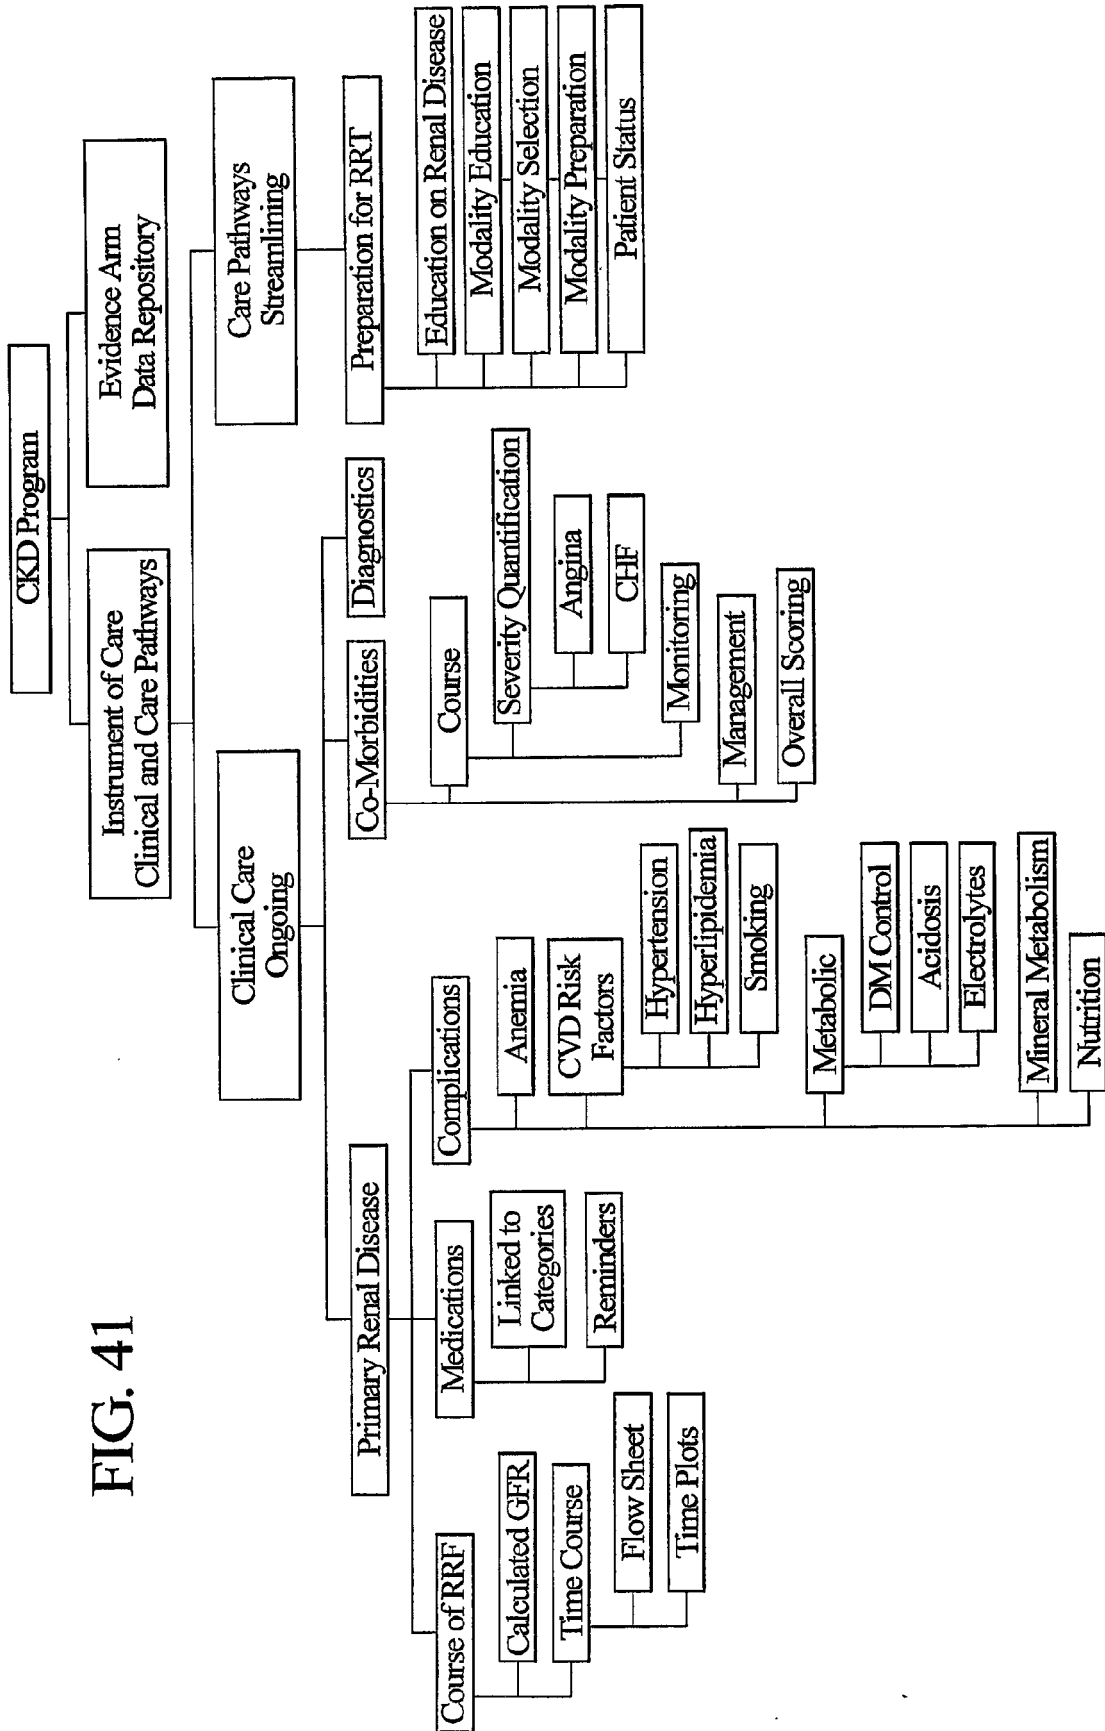 FIG. 41
CKD Program
Instrument of Care
Clinical and Care Pathways
Evidence Arm
Data Repository
Clinical Care
Ongoing
Care Pathways
Streamlining
Primary Renal Disease
Co-Morbidities
Diagnostics
Preparation for RRT
Course of RRF
Calculated GFR
Time Course
Flow Sheet
Time Plots
Medications
Linked to
Categories
Reminders
Complications
Anemia
CVD Risk
Factors
Hypertension
Hyperlipidemia
Smoking
Metabolic
DM Control
Acidosis
Electrolytes
Mineral Metabolism
Nutrition
Course
Severity Quantification
Angina
CHF
Monitoring
Management
Overall Scoring
Education on Renal Disease
Modality Education
Modality Selection
Modality Preparation
Patient Status